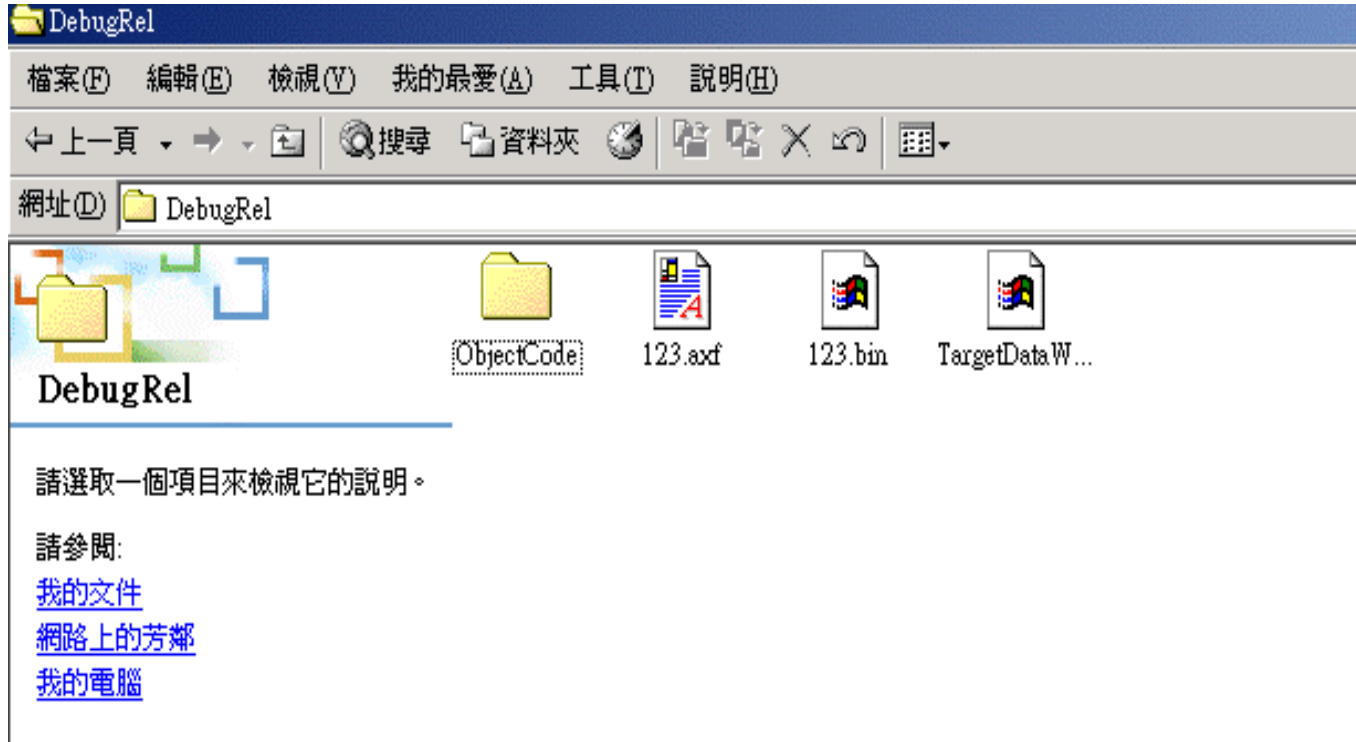 DebugRel
檔案(F) 編輯(E) 檢視(V) 我的最愛(A) 工具(T) 說明(H)
上一頁 搜尋 資料夾
網址(D) DebugRel
ObjectCode 123.axf 123.bin TargetDataW...
DebugRel
請選取一個項目來檢視它的說明。
請參閱:
我的文件
網路上的芳鄰
我的電腦